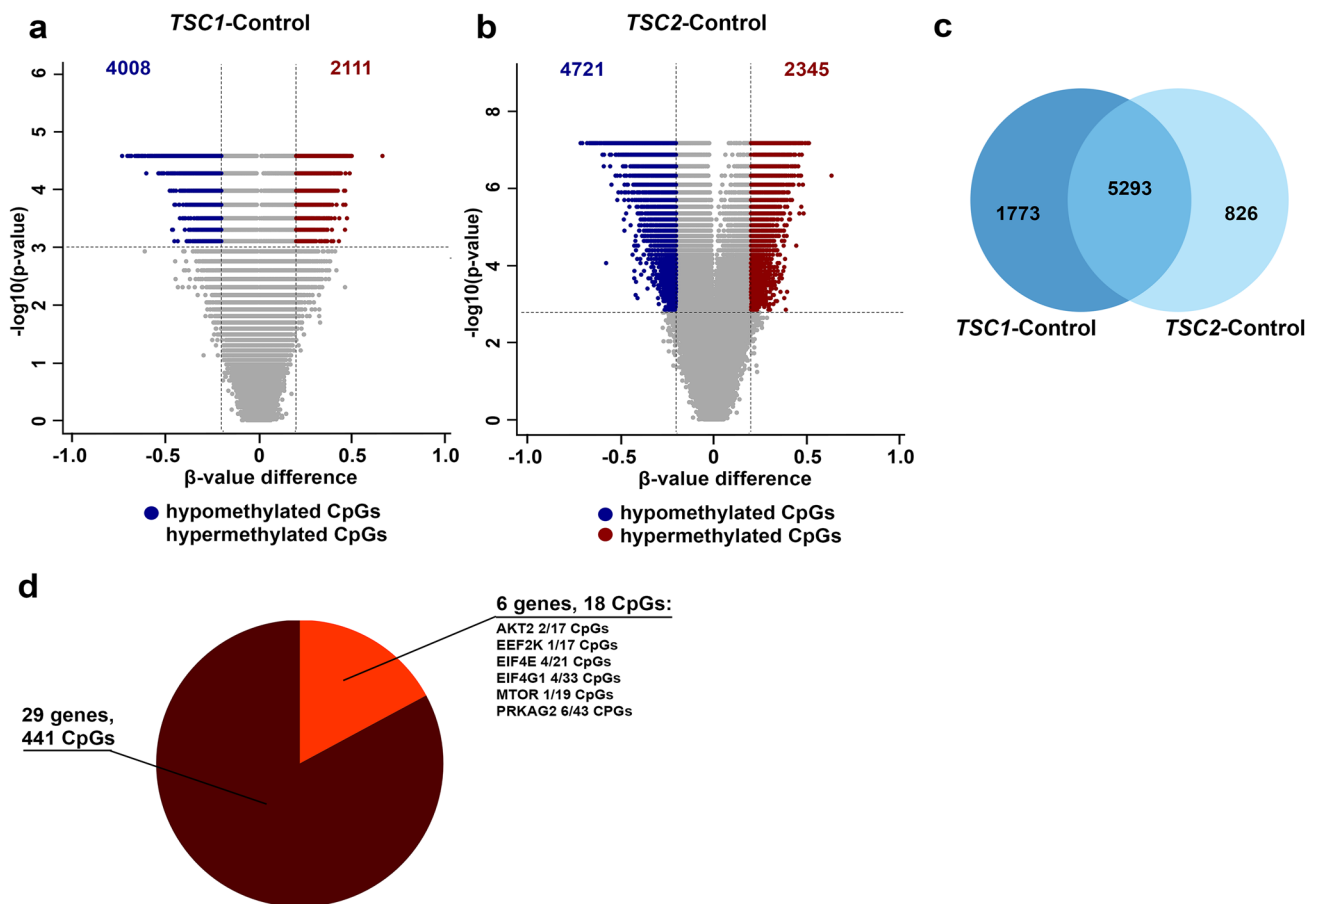 a
TSC1-Control
4008
2111
6
5
4
3
2
1
0
-log10(p-value)
-1.0
-0.5
0
0.5
1.0
β-value difference
hypomethylated CpGs
hypermethylated CpGs
b
TSC2-Control
4721
2345
8
6
4
2
0
-log10(p-value)
-1.0
-0.5
0
0.5
1.0
β-value difference
hypomethylated CpGs
hypermethylated CpGs
c
1773
5293
826
TSC1-Control
TSC2-Control
d
6 genes, 18 CpGs:
AKT2 2/17 CpGs
EEF2K 1/17 CpGs
EIF4E 4/21 CpGs
EIF4G1 4/33 CpGs
MTOR 1/19 CpGs
PRKAG2 6/43 CPGs
29 genes,
441 CpGs